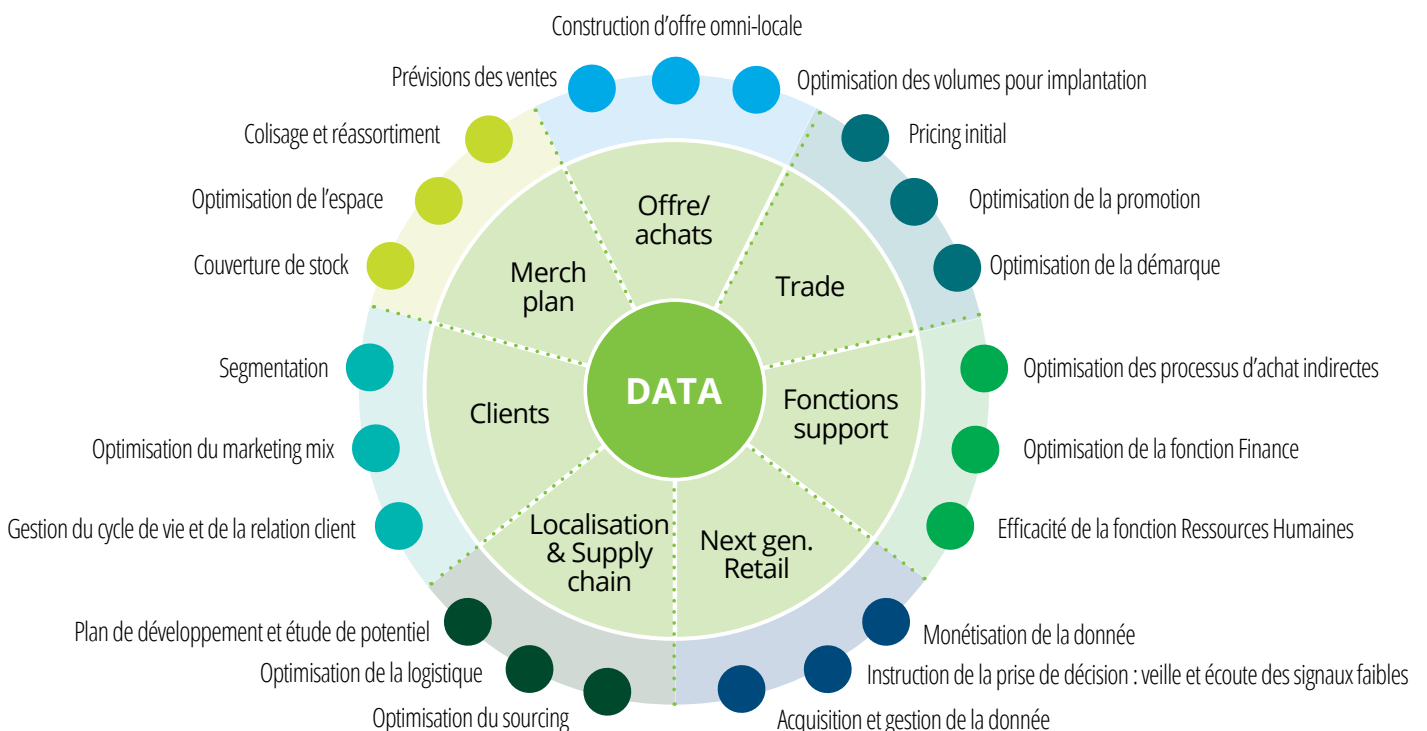 Construction d’offre omni-locale
Prévisions des ventes
Optimisation des volumes pour implantation
Colisage et réassortiment
Pricing initial
Optimisation de l’espace
Optimisation de la promotion
Couverture de stock
Optimisation de la démarque
Offre/
achats
Merch
plan
Trade
Segmentation
Optimisation des processus d’achat indirectes
Clients
DATA
Fonctions
support
Optimisation du marketing mix
Optimisation de la fonction Finance
Gestion du cycle de vie et de la relation client
Efficacité de la fonction Ressources Humaines
Localisation
& Supply
chain
Next gen.
Retail
Plan de développement et étude de potentiel
Monétisation de la donnée
Optimisation de la logistique
Instruction de la prise de décision : veille et écoute des signaux faibles
Optimisation du sourcing
Acquisition et gestion de la donnée